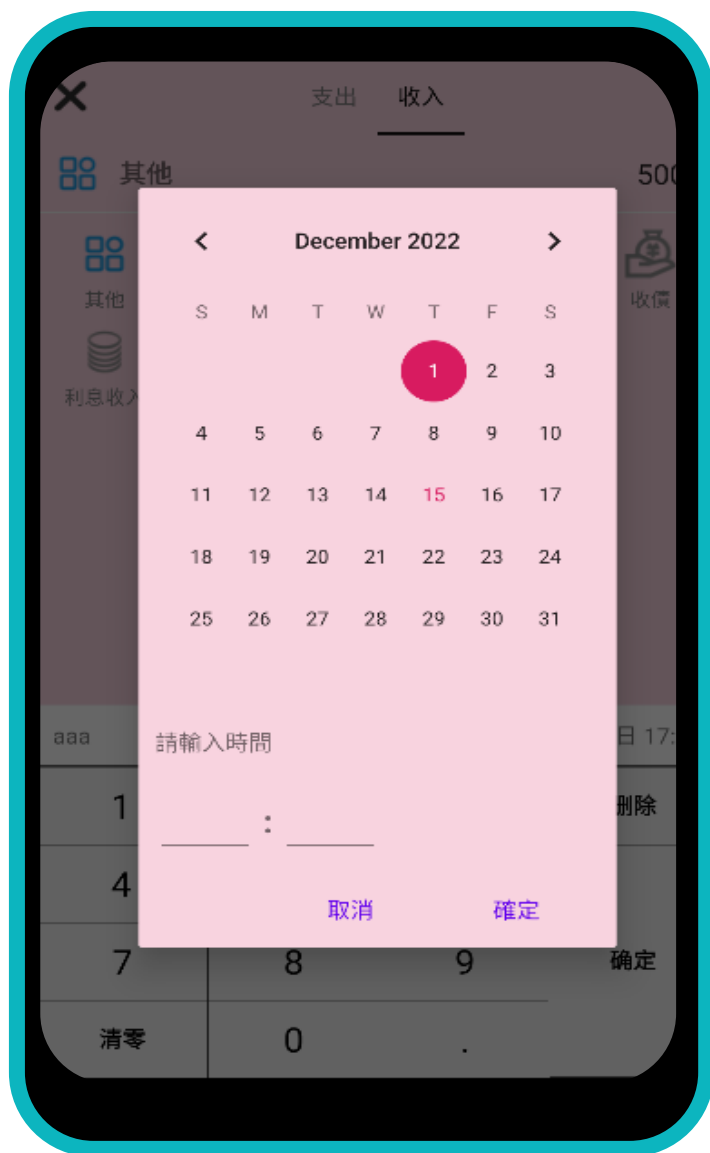 支出 收入
其他 500
December 2022
其他 收債
S M T W T F S
1 2 3
利息收入
4 5 6 7 8 9 10
11 12 13 14 15 16 17
18 19 20 21 22 23 24
25 26 27 28 29 30 31
aaa 日 17:
請輸入時間
1 删除
:
4
取消 確定
7 8 9 确定
清零 0 .